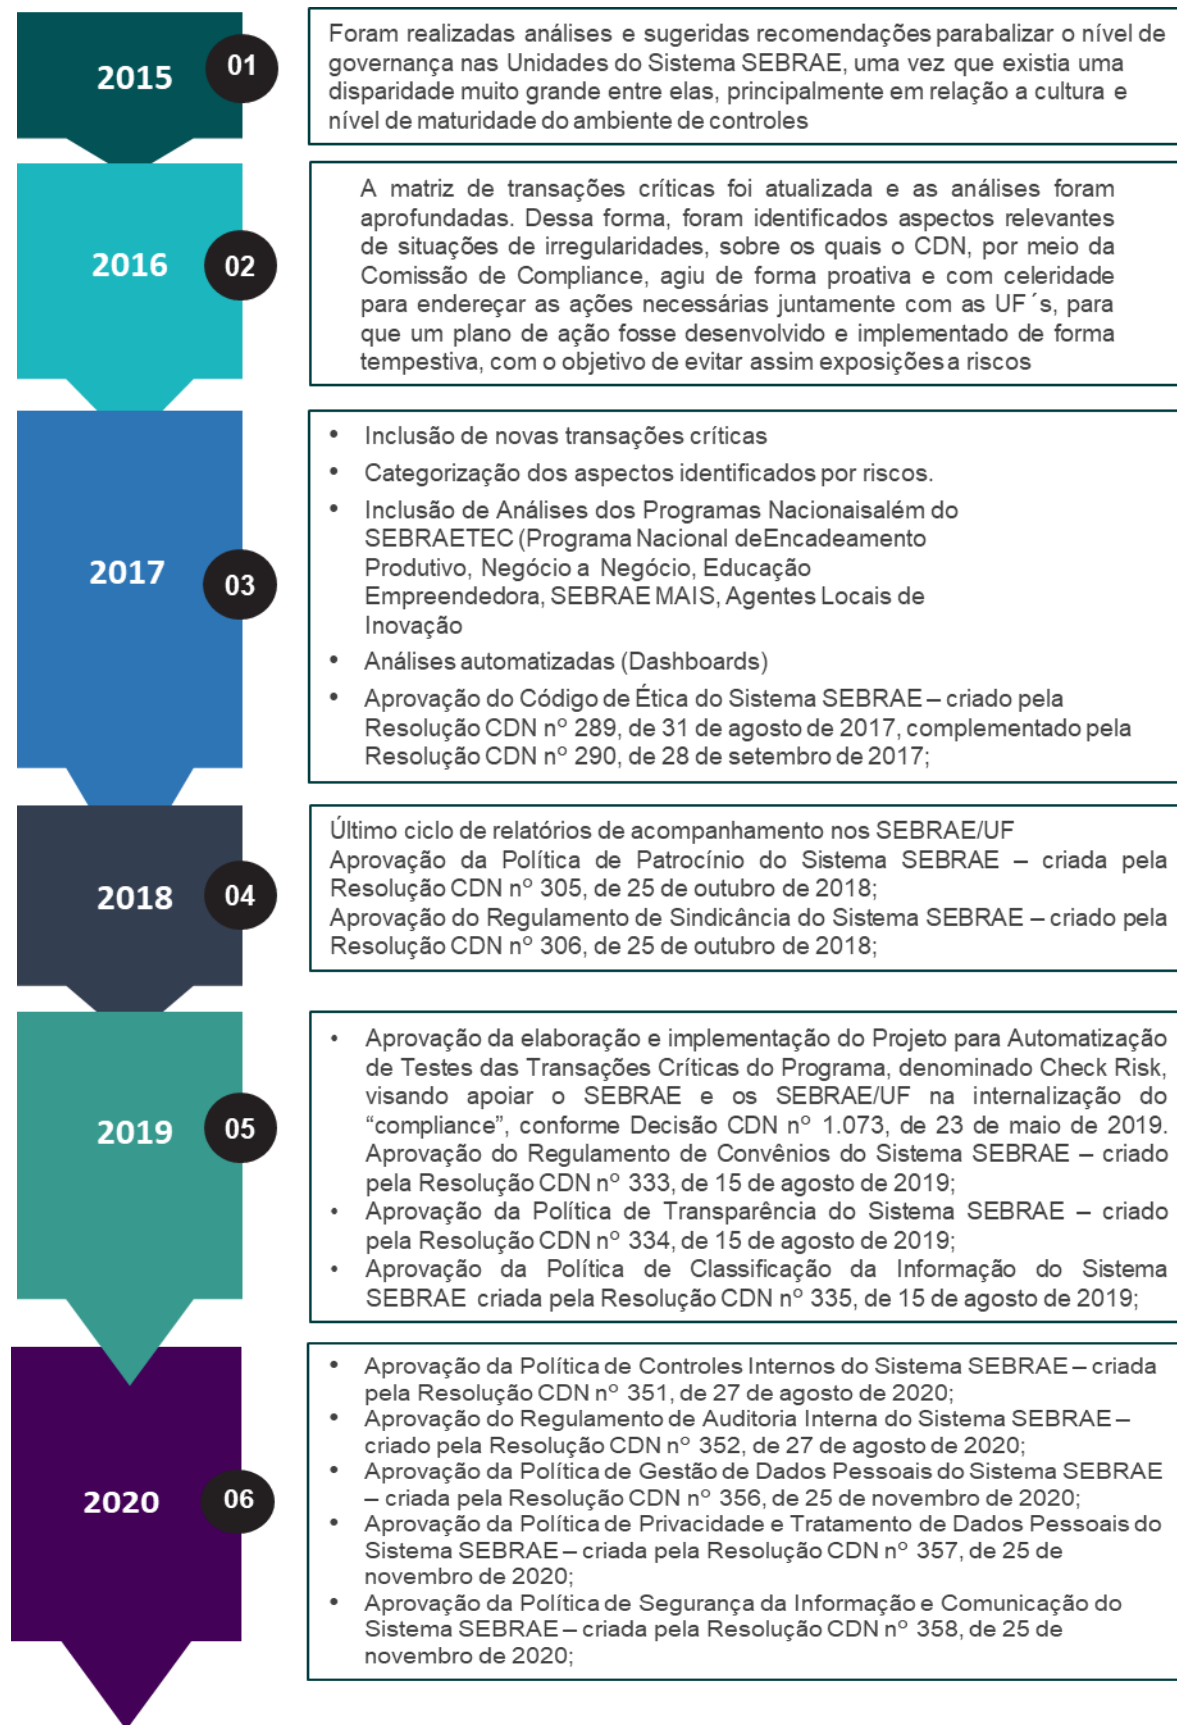 2015
01
Foram realizadas análises e sugeridas recomendações parabalizar o nível de
governança nas Unidades do Sistema SEBRAE, uma vez que existia uma
disparidade muito grande entre elas, principalmente em relação a cultura e
nível de maturidade do ambiente de controles
2016
02
A matriz de transações críticas foi atualizada e as análises foram
aprofundadas. Dessa forma, foram identificados aspectos relevantes
de situações de irregularidades, sobre os quais o CDN, por meio da
Comissão de Compliance, agiu de forma proativa e com celeridade
para endereçar as ações necessárias juntamente com as UF´s, para
que um plano de ação fosse desenvolvido e implementado de forma
tempestiva, com o objetivo de evitar assim exposições a riscos
2017
03
• Inclusão de novas transações críticas
• Categorização dos aspectos identificados por riscos.
• Inclusão de Análises dos Programas Nacionaisalém do
SEBRAETEC (Programa Nacional deEncadeamento
Produtivo, Negócio a Negócio, Educação
Empreendedora, SEBRAE MAIS, Agentes Locais de
Inovação
• Análises automatizadas (Dashboards)
• Aprovação do Código de Ética do Sistema SEBRAE – criado pela
Resolução CDN nº 289, de 31 de agosto de 2017, complementado pela
Resolução CDN nº 290, de 28 de setembro de 2017;
2018
04
Último ciclo de relatórios de acompanhamento nos SEBRAE/UF
Aprovação da Política de Patrocínio do Sistema SEBRAE – criada pela
Resolução CDN nº 305, de 25 de outubro de 2018;
Aprovação do Regulamento de Sindicância do Sistema SEBRAE – criado pela
Resolução CDN nº 306, de 25 de outubro de 2018;
2019
05
• Aprovação da elaboração e implementação do Projeto para Automatização
de Testes das Transações Críticas do Programa, denominado Check Risk,
visando apoiar o SEBRAE e os SEBRAE/UF na internalização do
“compliance”, conforme Decisão CDN nº 1.073, de 23 de maio de 2019.
Aprovação do Regulamento de Convênios do Sistema SEBRAE – criado
pela Resolução CDN nº 333, de 15 de agosto de 2019;
• Aprovação da Política de Transparência do Sistema SEBRAE – criado
pela Resolução CDN nº 334, de 15 de agosto de 2019;
• Aprovação da Política de Classificação da Informação do Sistema
SEBRAE criada pela Resolução CDN nº 335, de 15 de agosto de 2019;
2020
06
• Aprovação da Política de Controles Internos do Sistema SEBRAE – criada
pela Resolução CDN nº 351, de 27 de agosto de 2020;
• Aprovação do Regulamento de Auditoria Interna do Sistema SEBRAE –
criado pela Resolução CDN nº 352, de 27 de agosto de 2020;
• Aprovação da Política de Gestão de Dados Pessoais do Sistema SEBRAE
– criada pela Resolução CDN nº 356, de 25 de novembro de 2020;
• Aprovação da Política de Privacidade e Tratamento de Dados Pessoais do
Sistema SEBRAE – criada pela Resolução CDN nº 357, de 25 de
novembro de 2020;
• Aprovação da Política de Segurança da Informação e Comunicação do
Sistema SEBRAE – criada pela Resolução CDN nº 358, de 25 de
novembro de 2020;